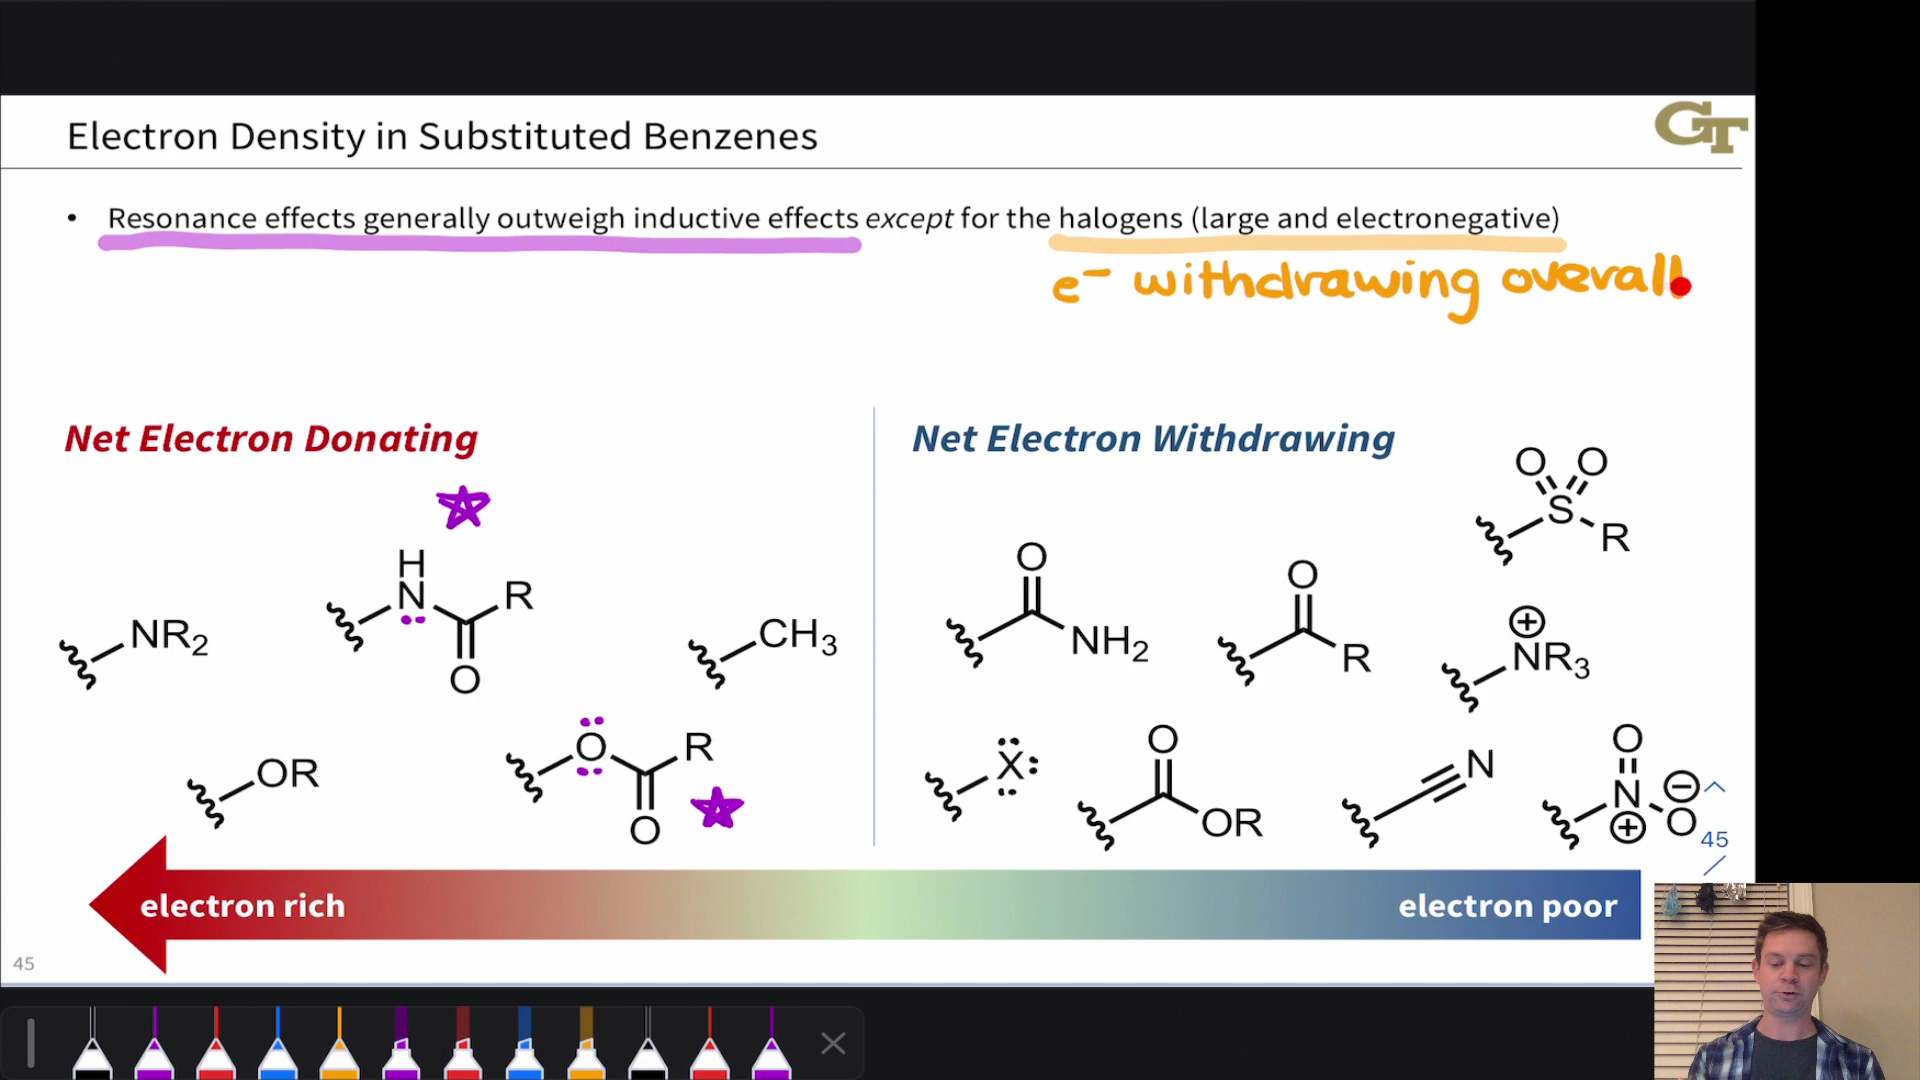 GT
Electron Density in Substituted Benzenes
• Resonance effects generally outweigh inductive effects except for the halogens (large and electronegative)
e⁻ withdrawing overall
Net Electron Donating
Net Electron Withdrawing
NR₂
H
N
O
R
OR
O
O
R
CH₃
O
NH₂
O
R
O
O
S
R
⊕
NR₃
X
O
OR
N
O
N
⊕
⊖
O
45
electron rich
electron poor
45